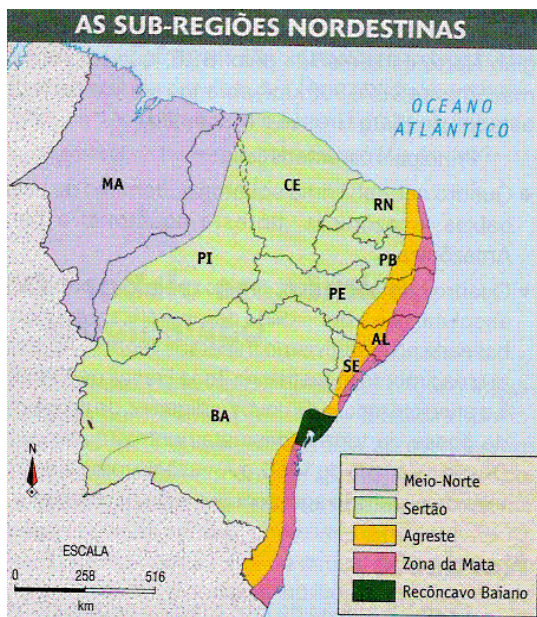 AS SUB-REGIÕES NORDESTINAS
OCEANO
ATLÂNTICO
MA
CE
RN
PI
PB
PE
AL
SE
BA
N
ESCALA
0 258 516
km
Meio-Norte
Sertão
Agreste
Zona da Mata
Recôncavo Baiano